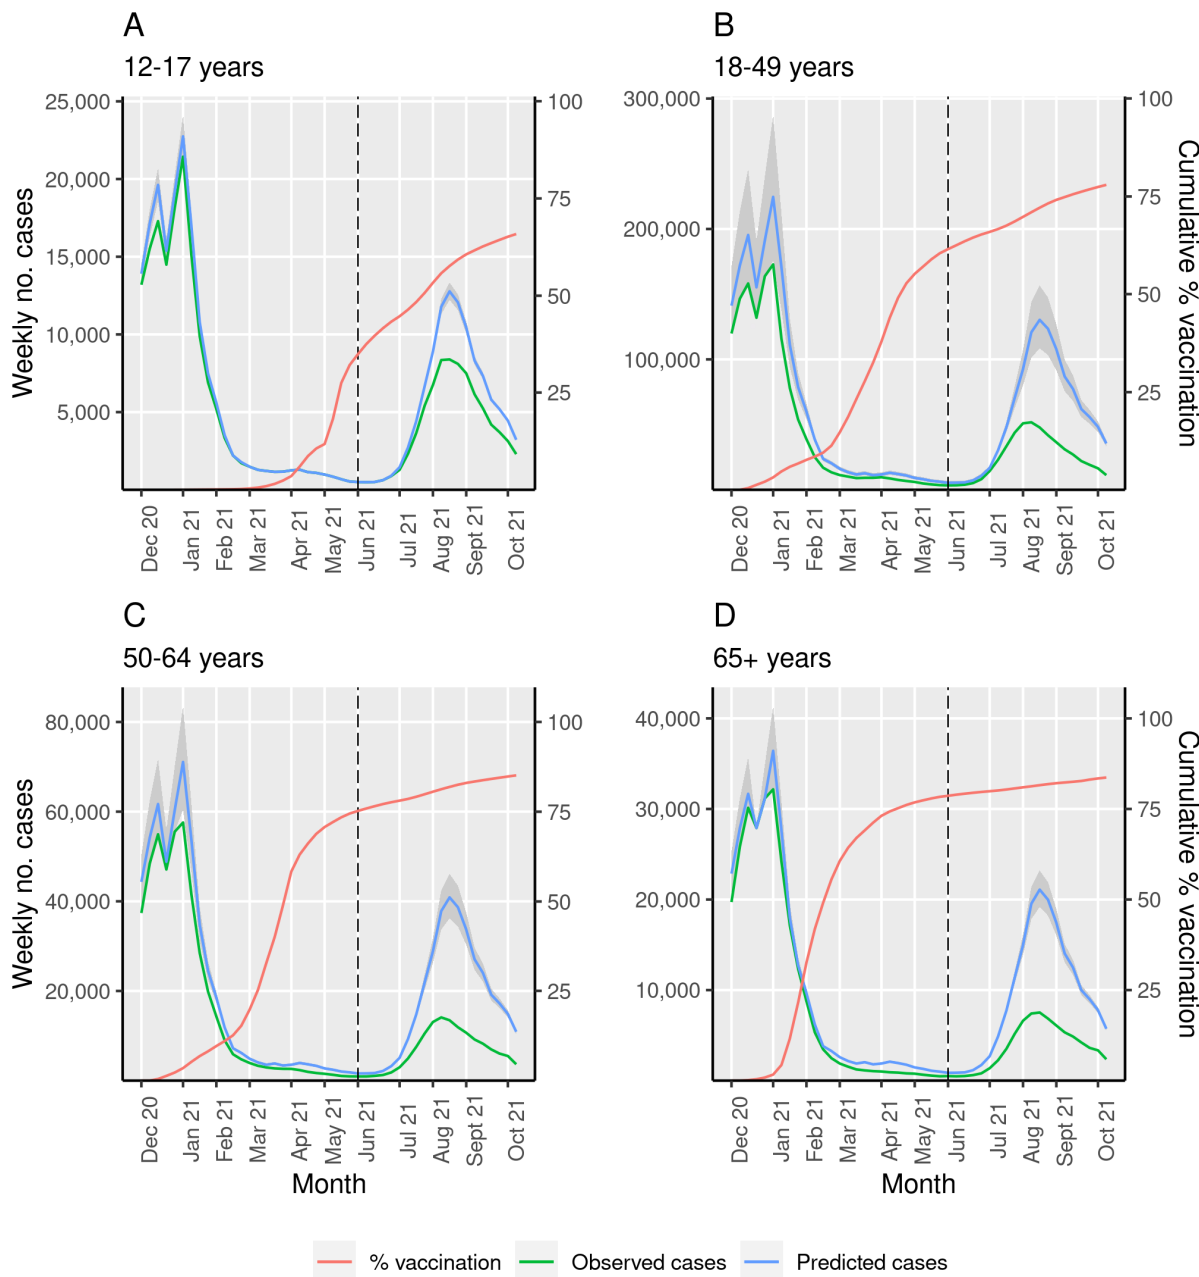 A
12-17 years
Weekly no. cases
25,000
20,000
15,000
10,000
5,000
100
75
50
25
Dec 20
Jan 21
Feb 21
Mar 21
Apr 21
May 21
Jun 21
Jul 21
Aug 21
Sept 21
Oct 21
B
18-49 years
300,000
200,000
100,000
100
75
50
25
Cumulative % vaccination
Dec 20
Jan 21
Feb 21
Mar 21
Apr 21
May 21
Jun 21
Jul 21
Aug 21
Sept 21
Oct 21
C
50-64 years
Weekly no. cases
80,000
60,000
40,000
20,000
100
75
50
25
Dec 20
Jan 21
Feb 21
Mar 21
Apr 21
May 21
Jun 21
Jul 21
Aug 21
Sept 21
Oct 21
Month
D
65+ years
40,000
30,000
20,000
10,000
100
75
50
25
Cumulative % vaccination
Dec 20
Jan 21
Feb 21
Mar 21
Apr 21
May 21
Jun 21
Jul 21
Aug 21
Sept 21
Oct 21
Month
% vaccination
Observed cases
Predicted cases